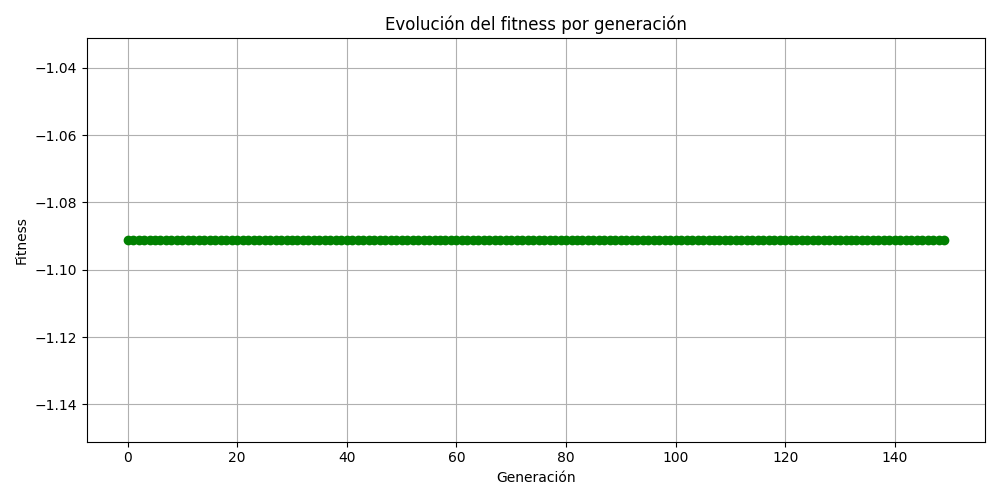 Evolución del fitness por generación
−1.04
−1.06
−1.08
−1.10
−1.12
−1.14
Fitness
0 20 40 60 80 100 120 140
Generación